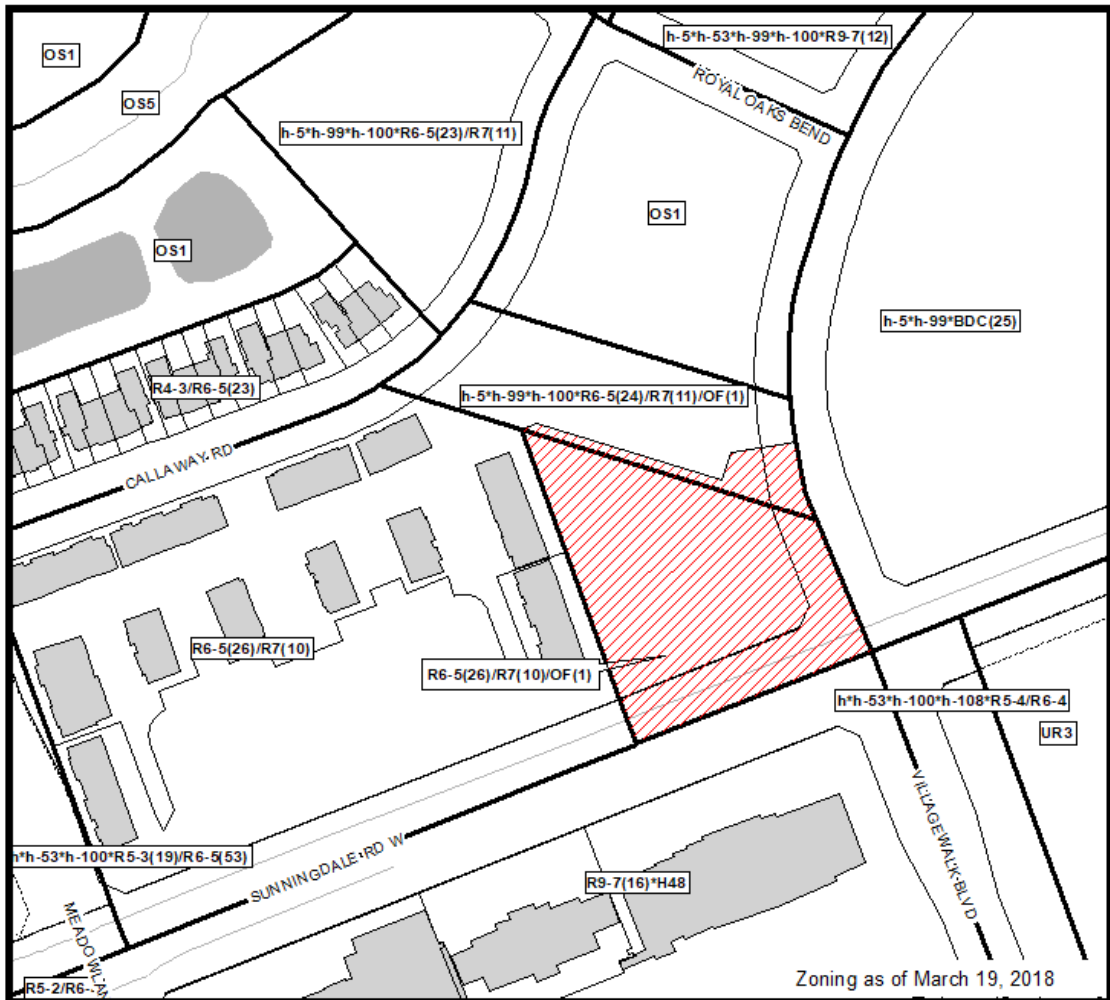 h-5*h-53*h-99*h-100*R9-7(12)
OS1
ROYAL OAKS BEND
OS5
h-5*h-99*h-100*R6-5(23)/R7(11)
OS1
OS1
h-5*h-99*BDC(25)
R4-3/R6-5(23)
h-5*h-99*h-100*R6-5(24)/R7(11)/OF(1)
CALLAWAY RD
R6-5(26)/R7(10)
R6-5(26)/R7(10)/OF(1)
h*h-53*h-100*h-108*R5-4/R6-4
UR3
VILLAGEWALK BLVD
h*h-53*h-100*R5-3(19)/R6-5(53)
SUNNINGDALE RD W
R9-7(16)*H48
R5-2/R6-
Zoning as of March 19, 2018